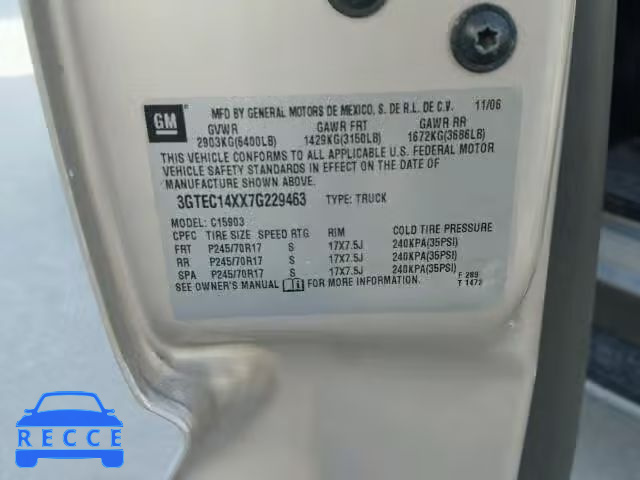 GM
MFD BY GENERAL MOTORS DE MEXICO, S. DE R.L. DE C.V. 11/06
GVWR GAWR FRT GAWR RR
2903KG(6400LB) 1429KG(3150LB) 1672KG(3686LB)
THIS VEHICLE CONFORMS TO ALL APPLICABLE U.S. FEDERAL MOTOR
VEHICLE SAFETY STANDARDS IN EFFECT ON THE DATE OF
MANUFACTURE SHOWN ABOVE.
3GTEC14XX7G229463 TYPE: TRUCK
MODEL: C15903
CPFC TIRE SIZE SPEED RTG RIM COLD TIRE PRESSURE
FRT P245/70R17 S 17X7.5J 240KPA(35PSI)
RR P245/70R17 S 17X7.5J 240KPA(35PSI)
SPA P245/70R17 S 17X7.5J 240KPA(35PSI)
SEE OWNER'S MANUAL FOR MORE INFORMATION.
F 289
T 1472
RECCE